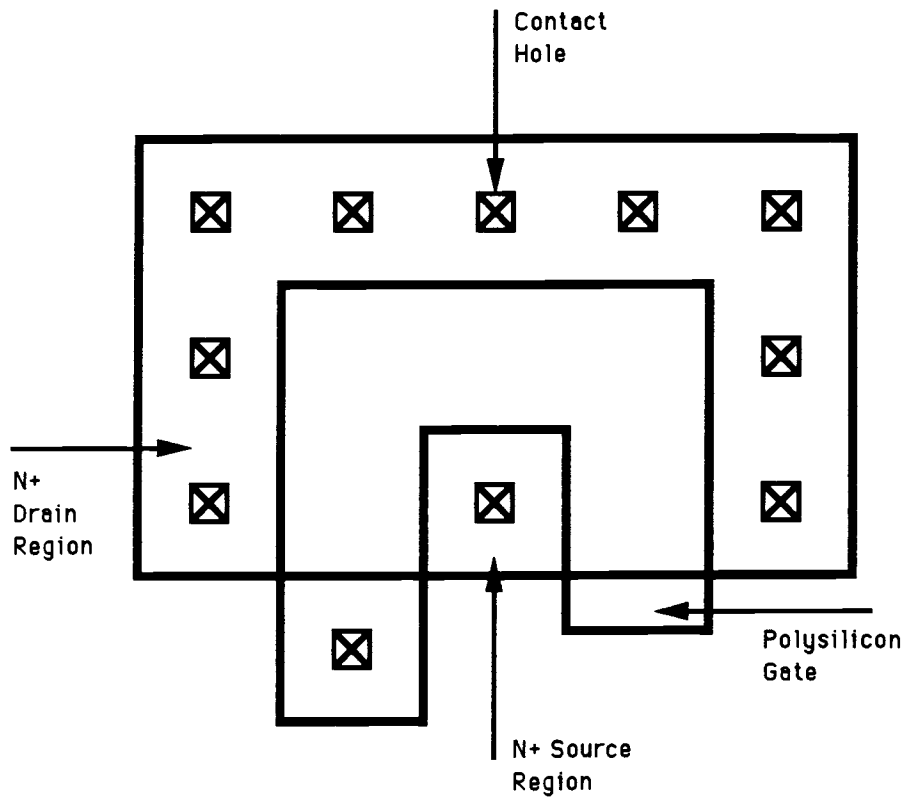 Contact
Hole
N+
Drain
Region
Polysilicon
Gate
N+ Source
Region